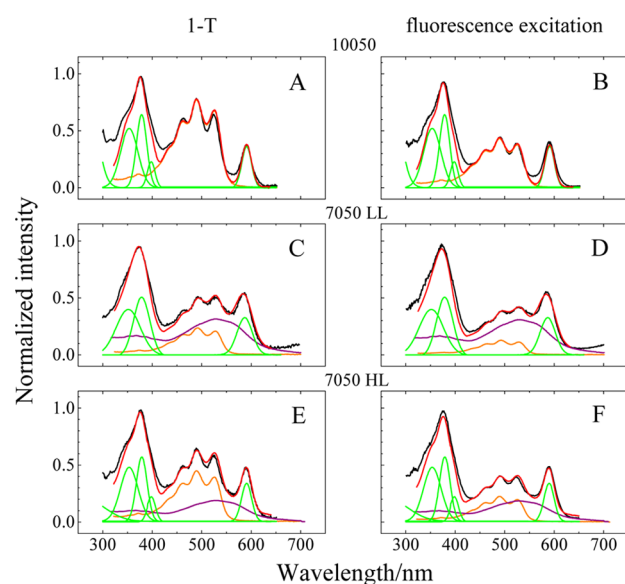 1-T
fluorescence excitation
10050
A
B
1.0
0.5
0.0
7050 LL
C
D
1.0
0.5
0.0
7050 HL
E
F
1.0
0.5
0.0
Normalized intensity
300 400 500 600 700
300 400 500 600 700
Wavelength/nm